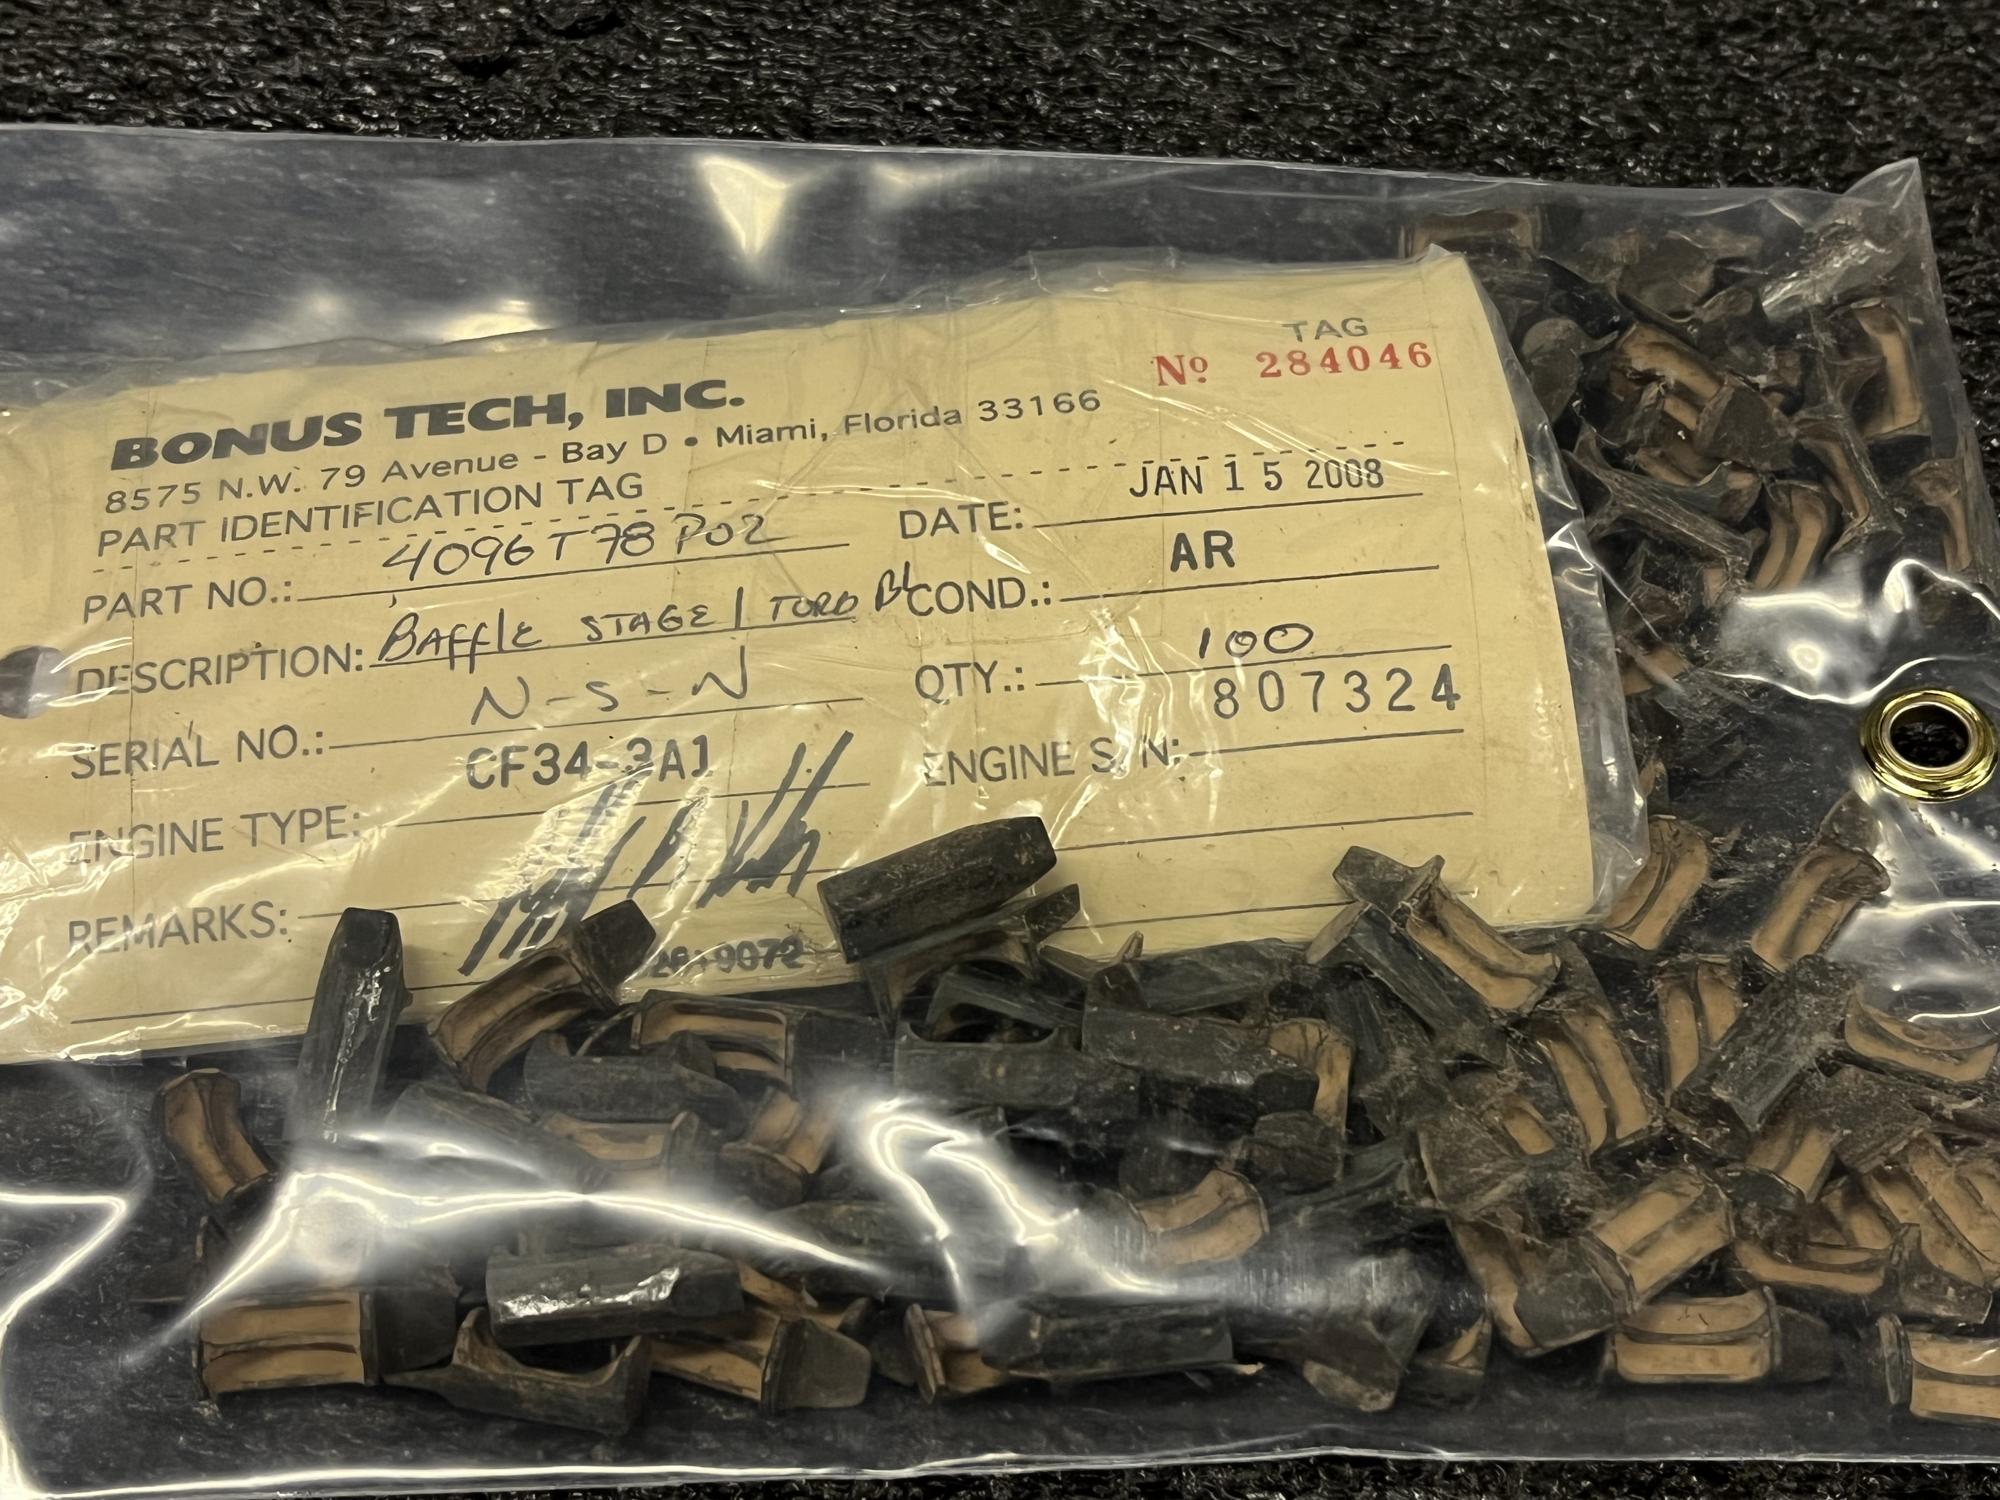 TAG
Nº 284046
BONUS TECH, INC.
8575 N.W. 79 Avenue - Bay D • Miami, Florida 33166
PART IDENTIFICATION TAG
PART NO.: 4096T78P02 DATE: JAN 15 2008
DESCRIPTION: BAfflE STAGE 1 TURB BL COND.: AR
SERIAL NO.: N-S-N QTY.: 100
ENGINE TYPE: CF34-3A1 ENGINE S/N: 807324
REMARKS: